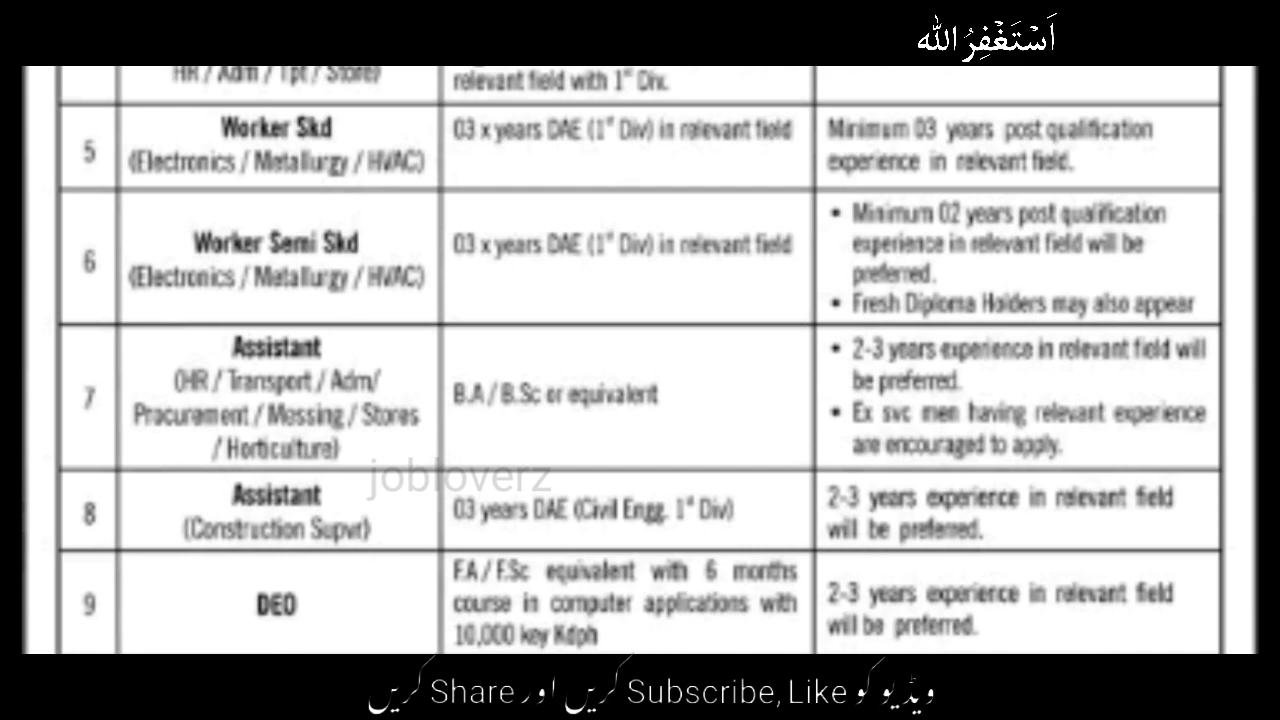 اَسْتَغْفِرُ الله
HR / Adm / Tpt / Store)
relevant field with 1st Div.
5
Worker Skd
(Electronics / Metallurgy / HVAC)
03 x years DAE (1st Div) in relevant field
Minimum 03 years post qualification
experience in relevant field.
6
Worker Semi Skd
(Electronics / Metallurgy / HVAC)
03 x years DAE (1st Div) in relevant field
• Minimum 02 years post qualification
experience in relevant field will be
preferred.
• Fresh Diploma Holders may also appear
7
Assistant
(HR / Transport / Adm/
Procurement / Messing / Stores
/ Horticulture)
B.A / B.Sc or equivalent
• 2-3 years experience in relevant field will
be preferred.
• Ex svc men having relevant experience
are encouraged to apply.
jobloverz
8
Assistant
(Construction Supvr)
03 years DAE (Civil Engg. 1st Div)
2-3 years experience in relevant field
will be preferred.
9
DEO
F.A / F.Sc equivalent with 6 months
course in computer applications with
10,000 key Kdph
2-3 years experience in relevant field
will be preferred.
ویڈیو کو Subscribe, Like کریں اور Share کریں